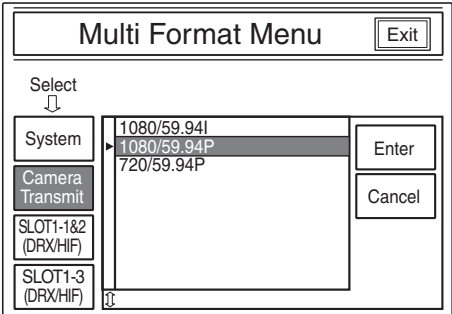 Multi Format Menu
Exit
Select
System
Camera
Transmit
SLOT1-1&2
(DRX/HIF)
SLOT1-3
(DRX/HIF)
1080/59.94I
1080/59.94P
720/59.94P
Enter
Cancel